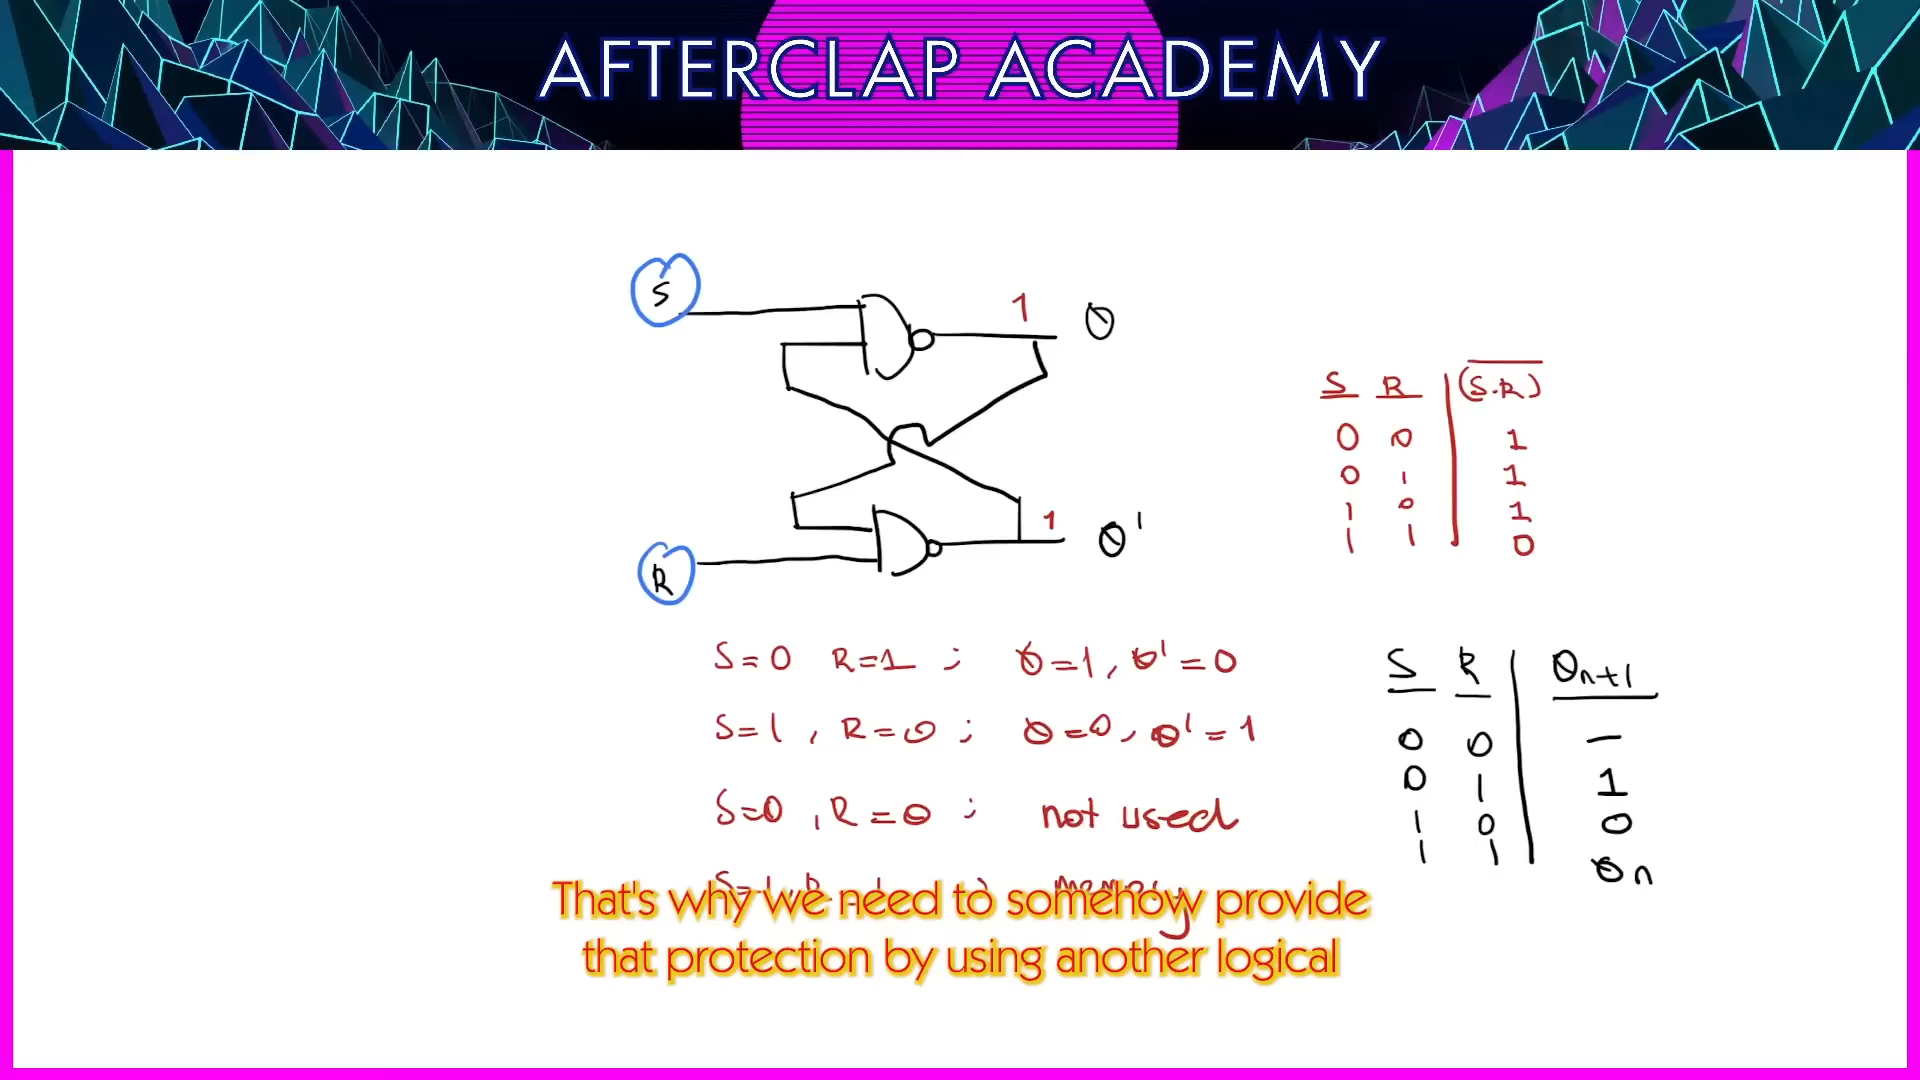 AFTERCLAP ACADEMY
S
1 Q
S R (S.R)
0 0 1
0 1 1
1 0 1
1 1 0
1 Q'
R
S=0 R=1 ; Q=1, Q'=0
S=1, R=0 ; Q=0, Q'=1
S=0, R=0 ; not used
S R Qn+1
0 0 —
0 1 1
1 0 0
1 1 Qn
That's why we need to somehow provide
that protection by using another logical